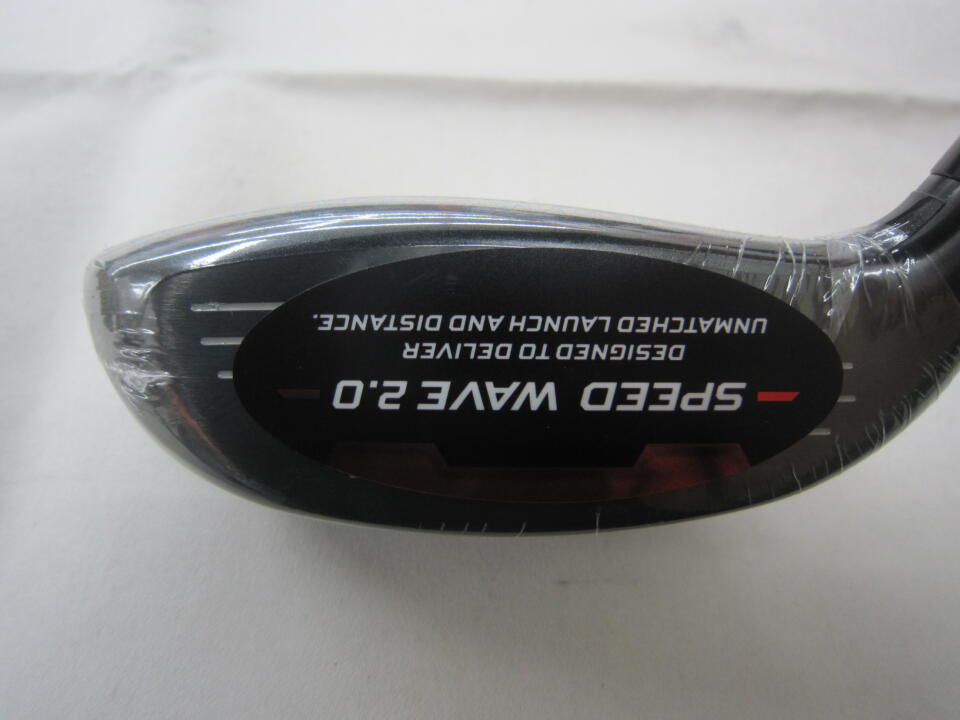 SPEED WAVE 2.0
DESIGNED TO DELIVER
UNMATCHED LAUNCH AND DISTANCE.